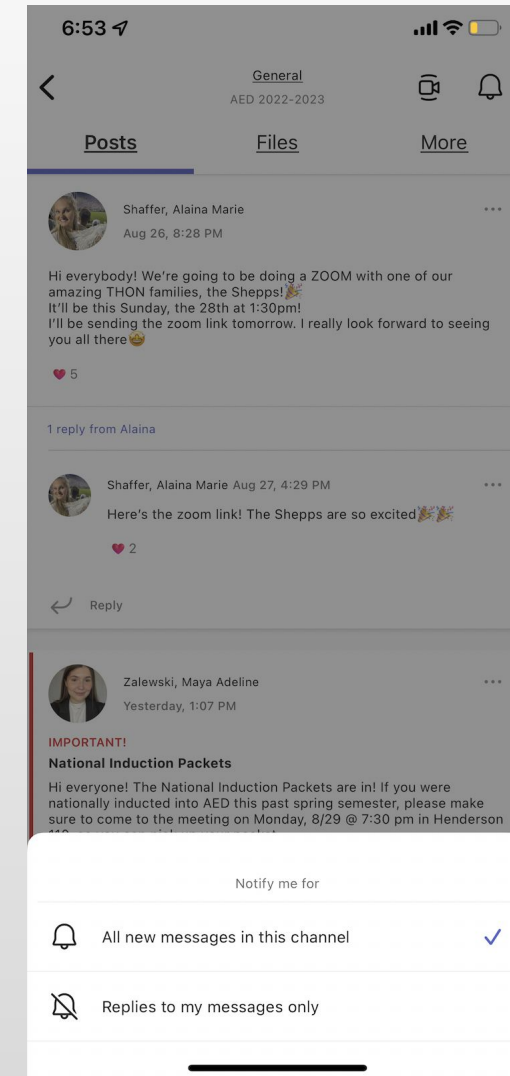 6:53
General
AED 2022-2023
Posts Files More
Shaffer, Alaina Marie
Aug 26, 8:28 PM
Hi everybody! We're going to be doing a ZOOM with one of our
amazing THON families, the Shepps!🎉
It'll be this Sunday, the 28th at 1:30pm!
I'll be sending the zoom link tomorrow. I really look forward to seeing
you all there🤩
5
1 reply from Alaina
Shaffer, Alaina Marie Aug 27, 4:29 PM
Here's the zoom link! The Shepps are so excited🎉🎉
2
Reply
Zalewski, Maya Adeline
Yesterday, 1:07 PM
IMPORTANT!
National Induction Packets
Hi everyone! The National Induction Packets are in! If you were
nationally inducted into AED this past spring semester, please make
sure to come to the meeting on Monday, 8/29 @ 7:30 pm in Henderson
Notify me for
All new messages in this channel
Replies to my messages only